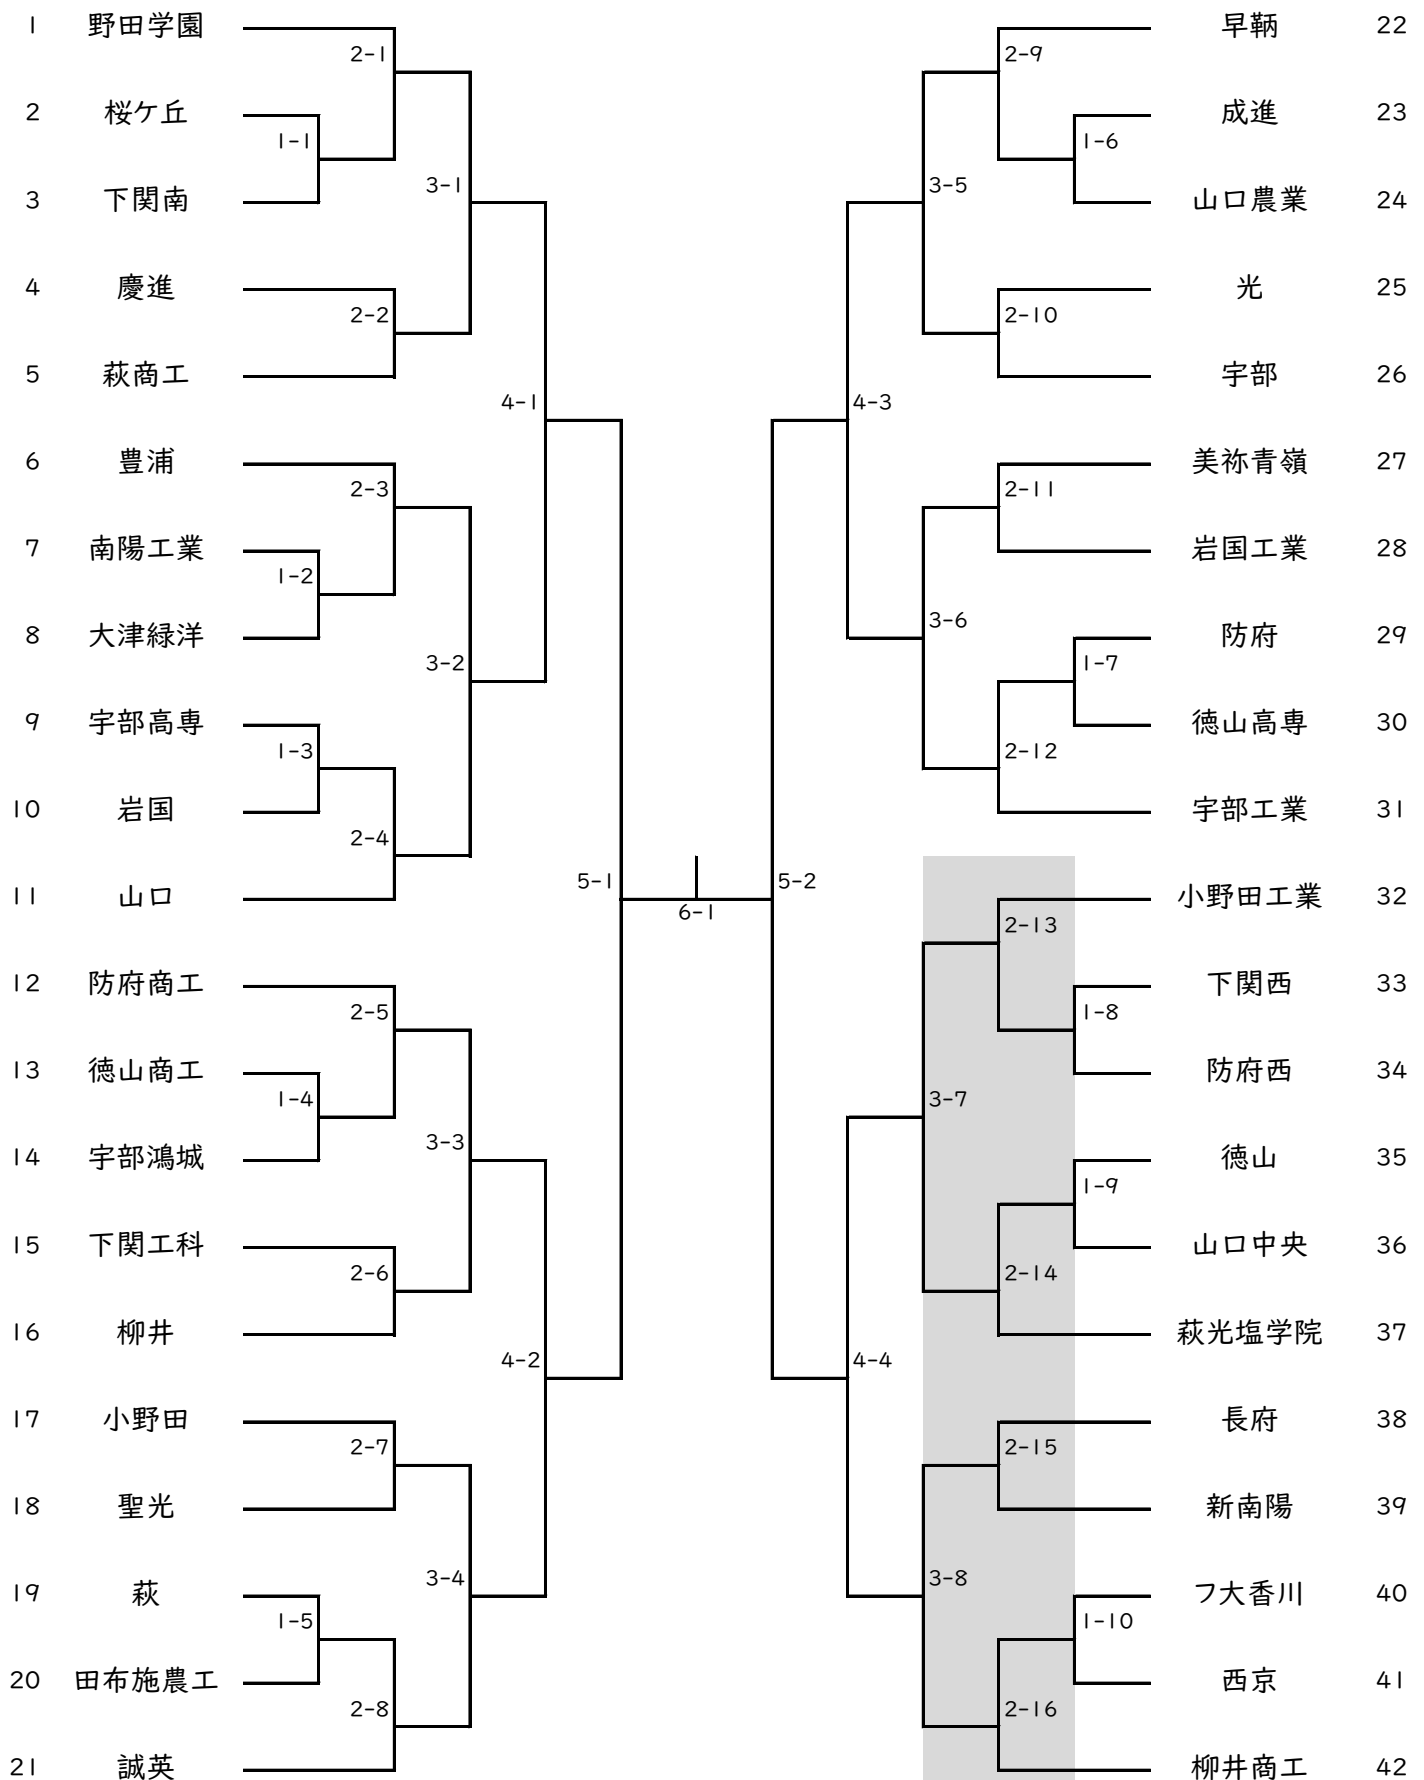 1 野田学園
2-1
2 桜ケ丘
1-1
3 下関南
3-1
4 慶進
2-2
5 萩商工
4-1
6 豊浦
2-3
7 南陽工業
1-2
8 大津緑洋
3-2
9 宇部高専
1-3
10 岩国
2-4
11 山口
5-1
12 防府商工
2-5
13 徳山商工
1-4
14 宇部鴻城
3-3
15 下関工科
2-6
16 柳井
4-2
17 小野田
2-7
18 聖光
3-4
19 萩
1-5
20 田布施農工
2-8
21 誠英
6-1
早鞆 22
2-9
成進 23
1-6
山口農業 24
3-5
光 25
2-10
宇部 26
4-3
美祢青嶺 27
2-11
岩国工業 28
3-6
防府 29
1-7
徳山高専 30
2-12
宇部工業 31
5-2
小野田工業 32
2-13
下関西 33
1-8
防府西 34
3-7
徳山 35
1-9
山口中央 36
2-14
萩光塩学院 37
4-4
長府 38
2-15
新南陽 39
3-8
フ大香川 40
1-10
西京 41
2-16
柳井商工 42